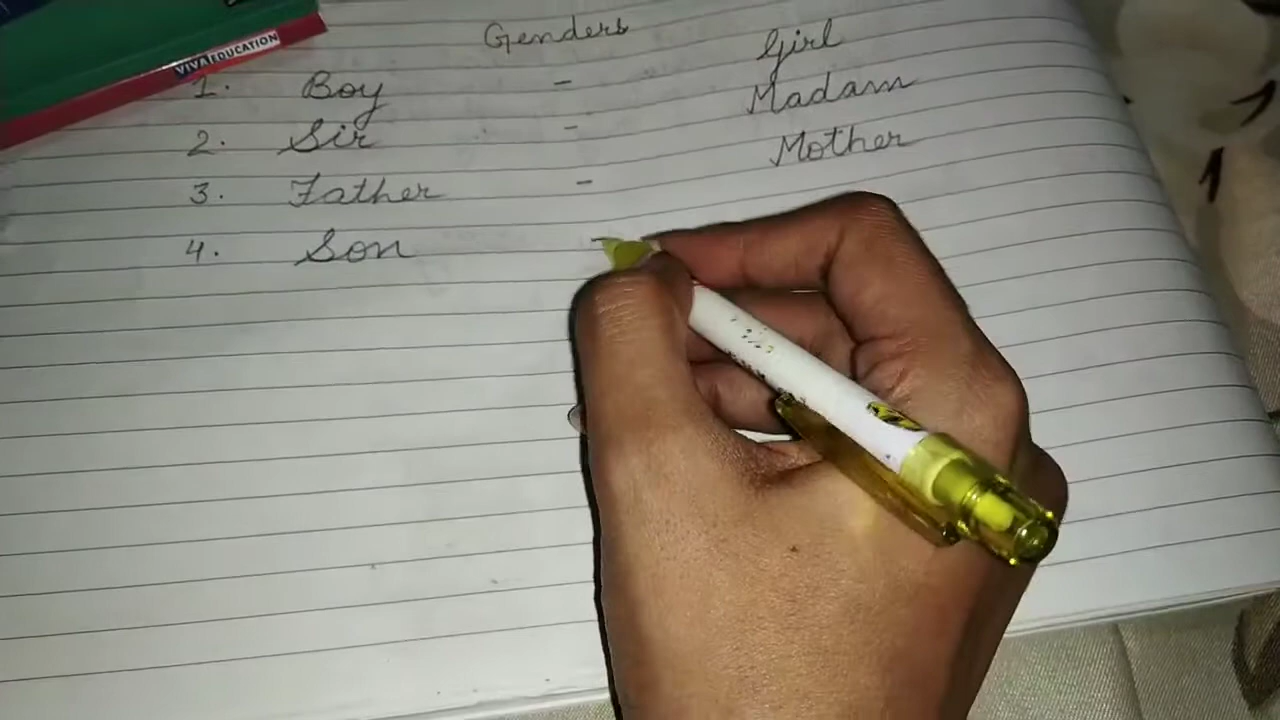 VIVA EDUCATION
Genders
1. Boy - Girl
2. Sir - Madam
3. Father - Mother
4. Son -